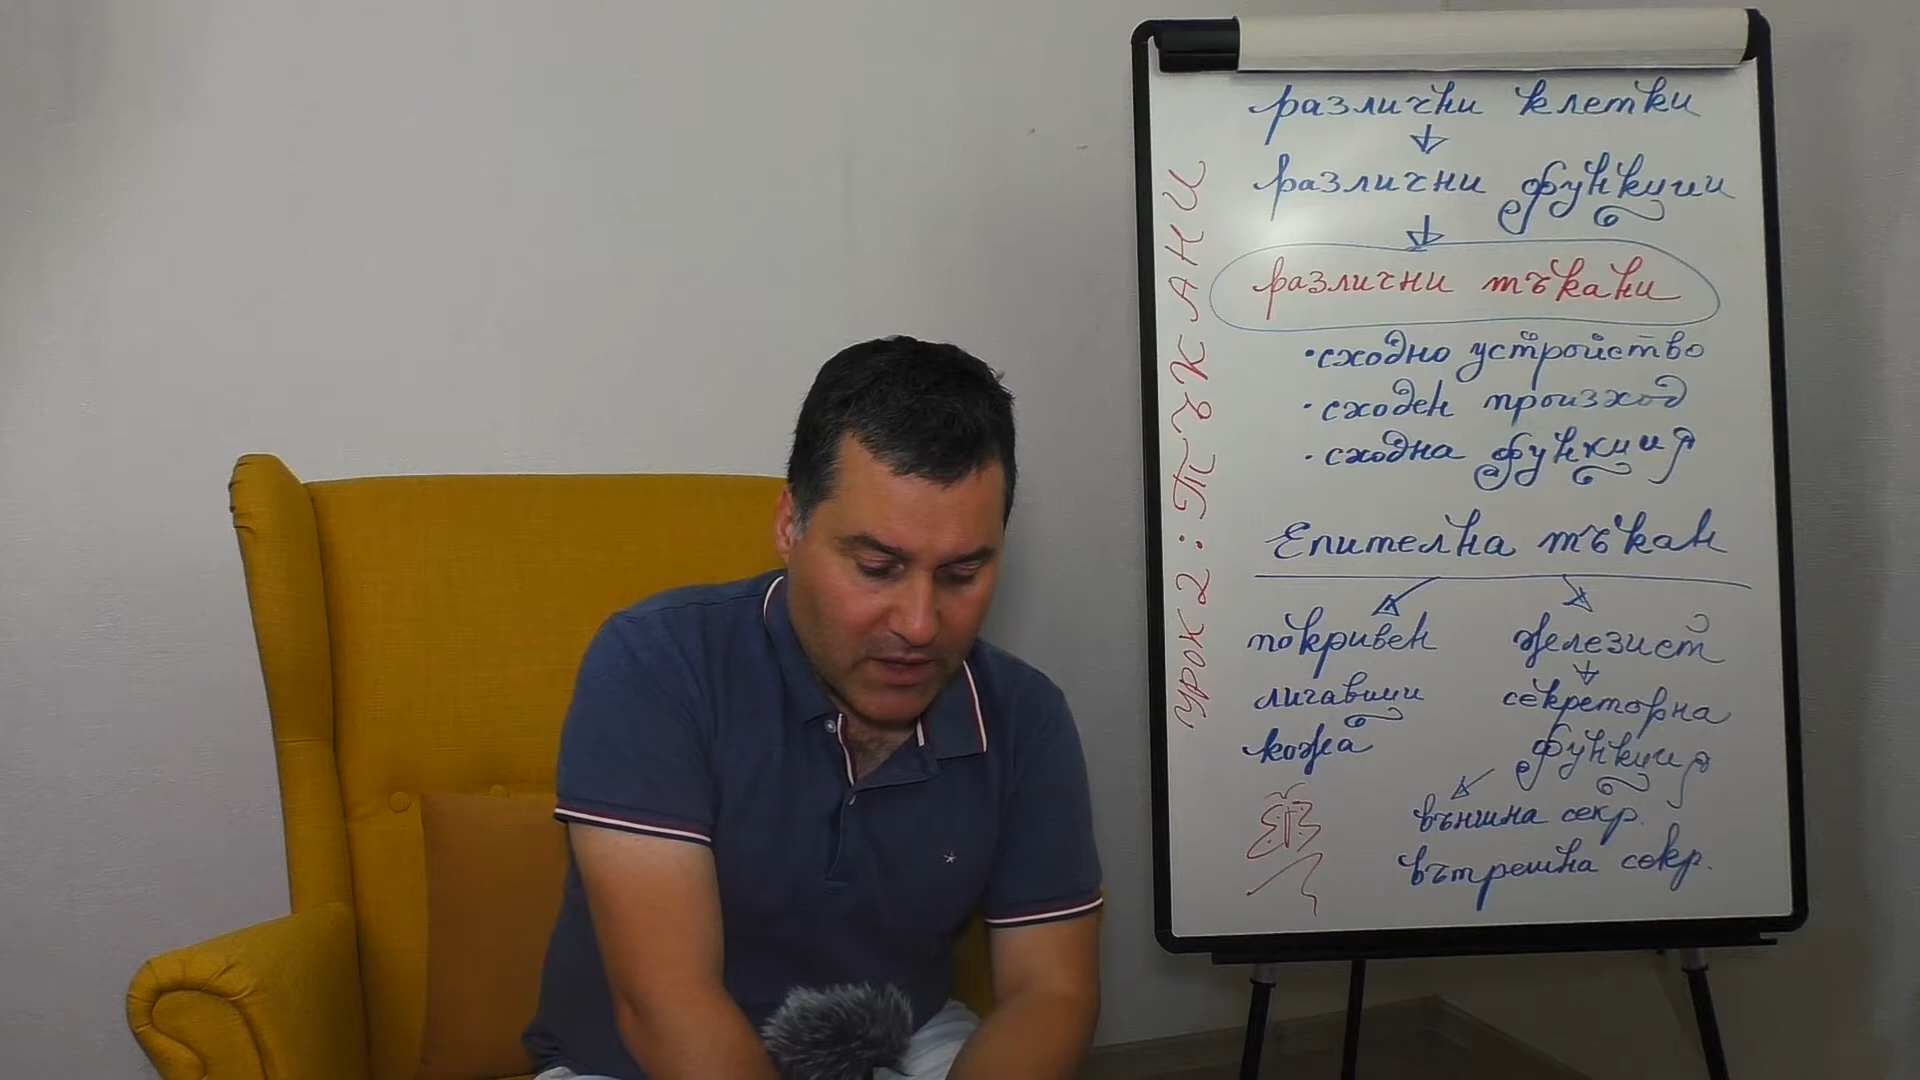 УРОК 2: ТЪКАНИ
различни клетки
различни функции
различни тъкани
• сходно устройство
• сходен произход
• сходна функция
Епителна тъкан
покривен железист
лигавици секреторна
кожа функция
външна секр.
вътрешна секр.